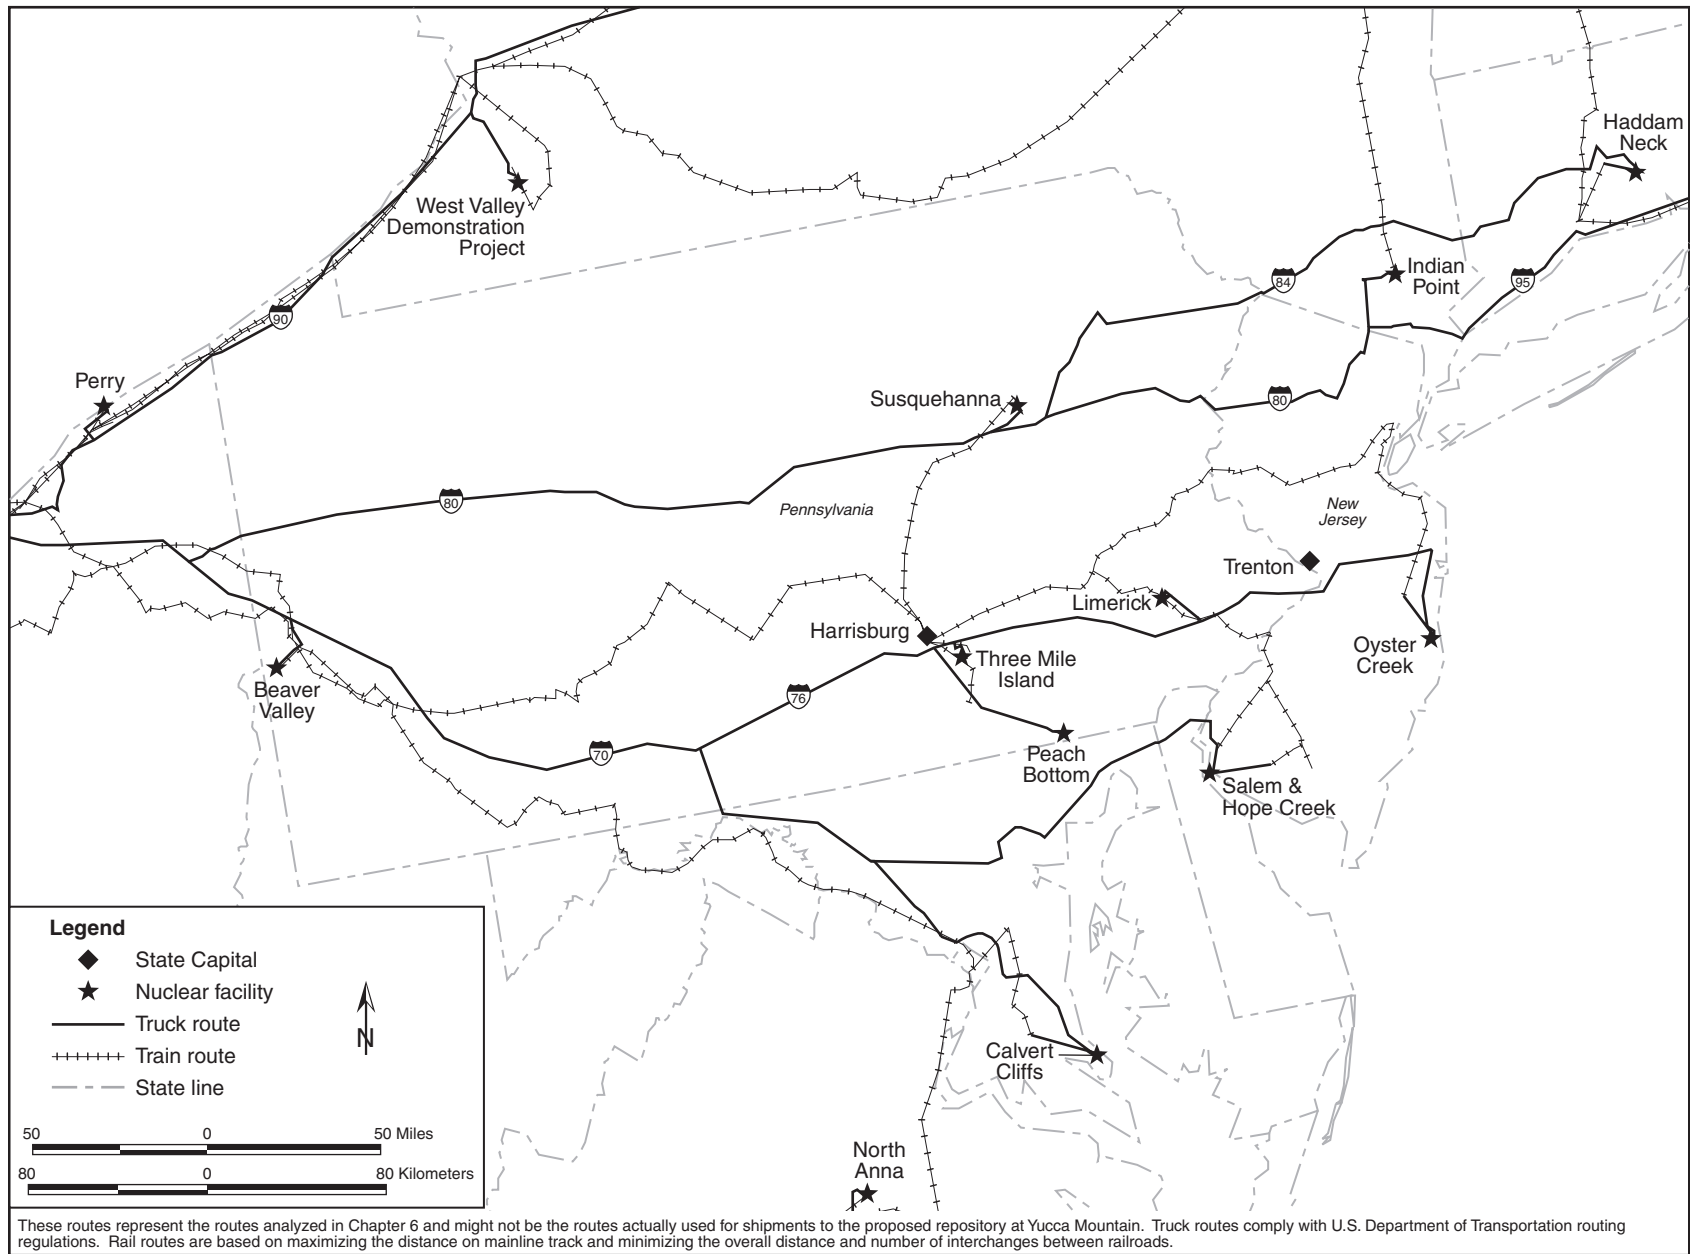 Haddam
Neck
West Valley
Demonstration
Project
Indian
Point
84
95
90
Perry
Susquehanna
80
80
Pennsylvania
New
Jersey
Trenton
Limerick
Harrisburg
Oyster
Creek
Three Mile
Island
Beaver
Valley
76
70
Peach
Bottom
Salem &
Hope Creek
Calvert
Cliffs
North
Anna
Legend
State Capital
Nuclear facility
Truck route
Train route
State line
N
50 0 50 Miles
80 0 80 Kilometers
These routes represent the routes analyzed in Chapter 6 and might not be the routes actually used for shipments to the proposed repository at Yucca Mountain. Truck routes comply with U.S. Department of Transportation routing
regulations. Rail routes are based on maximizing the distance on mainline track and minimizing the overall distance and number of interchanges between railroads.